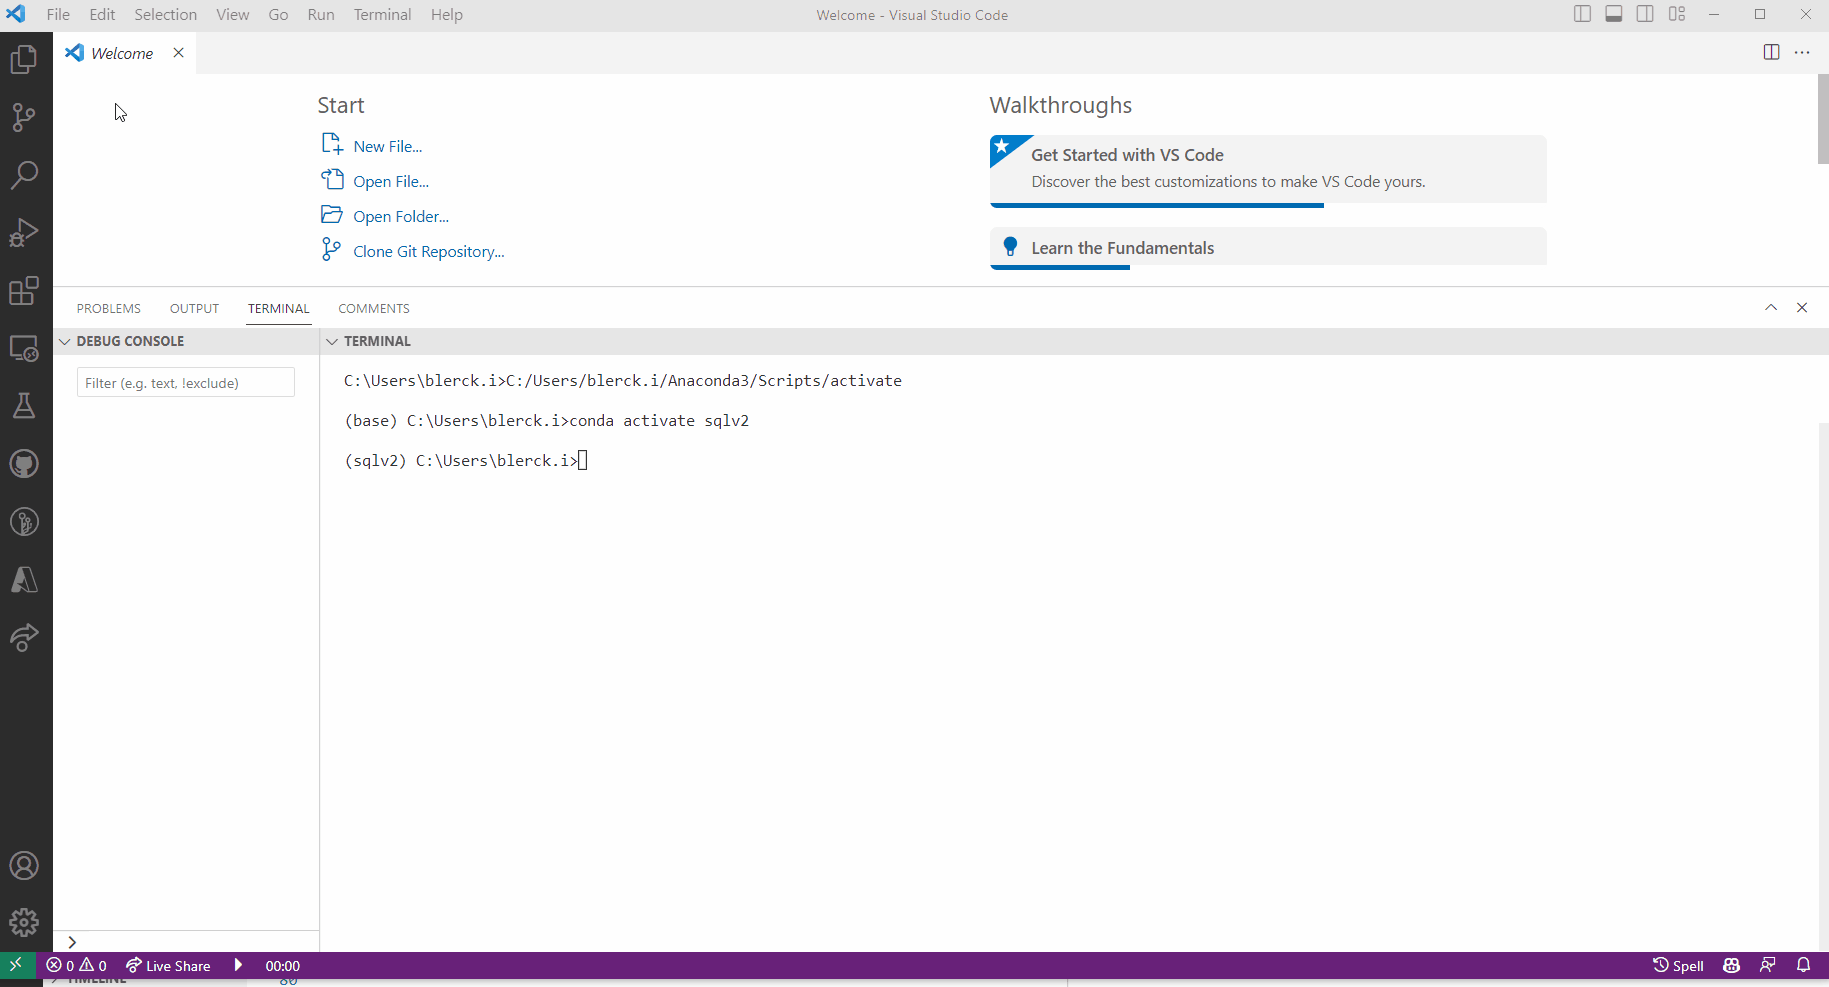 File Edit Selection View Go Run Terminal Help
Welcome - Visual Studio Code
Welcome
Start
New File...
Open File...
Open Folder...
Clone Git Repository...
Walkthroughs
Get Started with VS Code
Discover the best customizations to make VS Code yours.
Learn the Fundamentals
PROBLEMS OUTPUT TERMINAL COMMENTS
DEBUG CONSOLE
Filter (e.g. text, !exclude)
TERMINAL
C:\Users\blerck.i>C:/Users/blerck.i/Anaconda3/Scripts/activate
(base) C:\Users\blerck.i>conda activate sqlv2
(sqlv2) C:\Users\blerck.i>
0 0 Live Share 00:00
Spell
TIMELINE
80